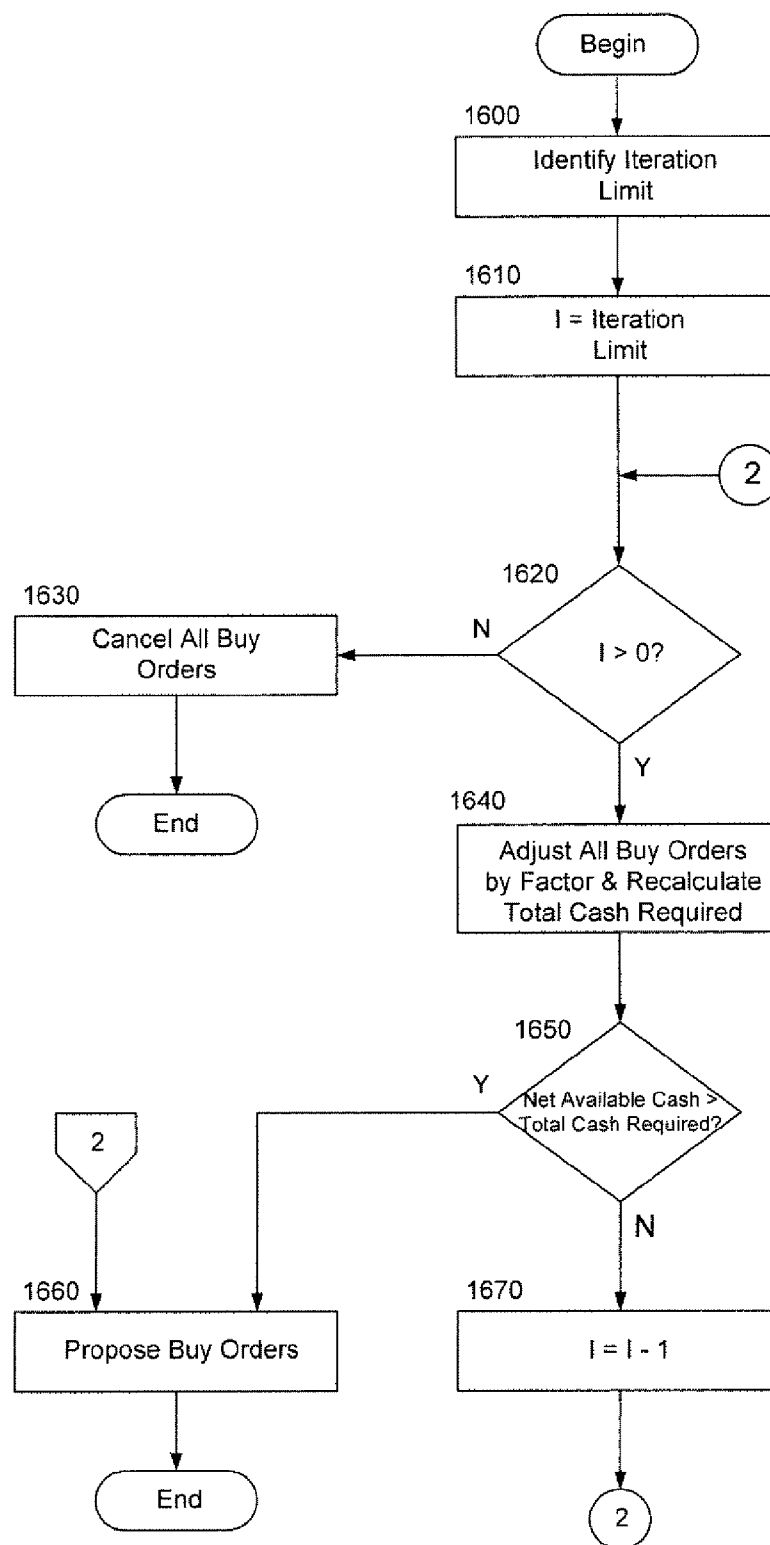 Begin
1600
Identify Iteration
Limit
1610
I = Iteration
Limit
2
1620
I > 0?
N
1630
Cancel All Buy
Orders
End
Y
1640
Adjust All Buy Orders
by Factor & Recalculate
Total Cash Required
1650
Net Available Cash >
Total Cash Required?
Y
2
N
1660
Propose Buy Orders
1670
I = I - 1
End
2